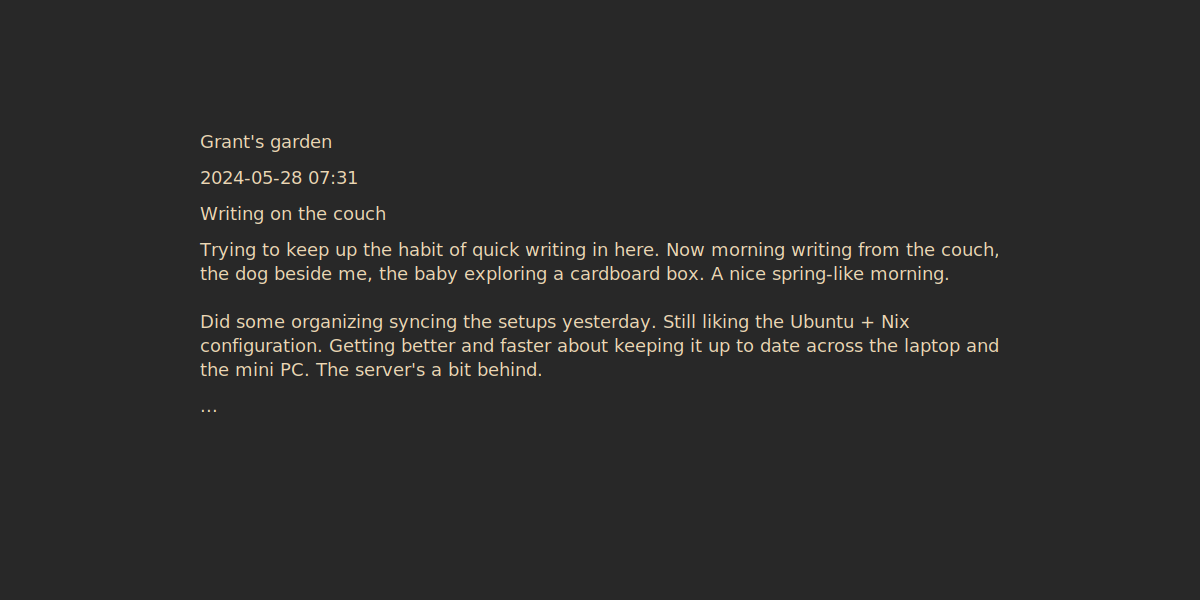 Grant's garden
2024-05-28 07:31
Writing on the couch
Trying to keep up the habit of quick writing in here. Now morning writing from the couch,
the dog beside me, the baby exploring a cardboard box. A nice spring-like morning.
Did some organizing syncing the setups yesterday. Still liking the Ubuntu + Nix
configuration. Getting better and faster about keeping it up to date across the laptop and
the mini PC. The server's a bit behind.
...